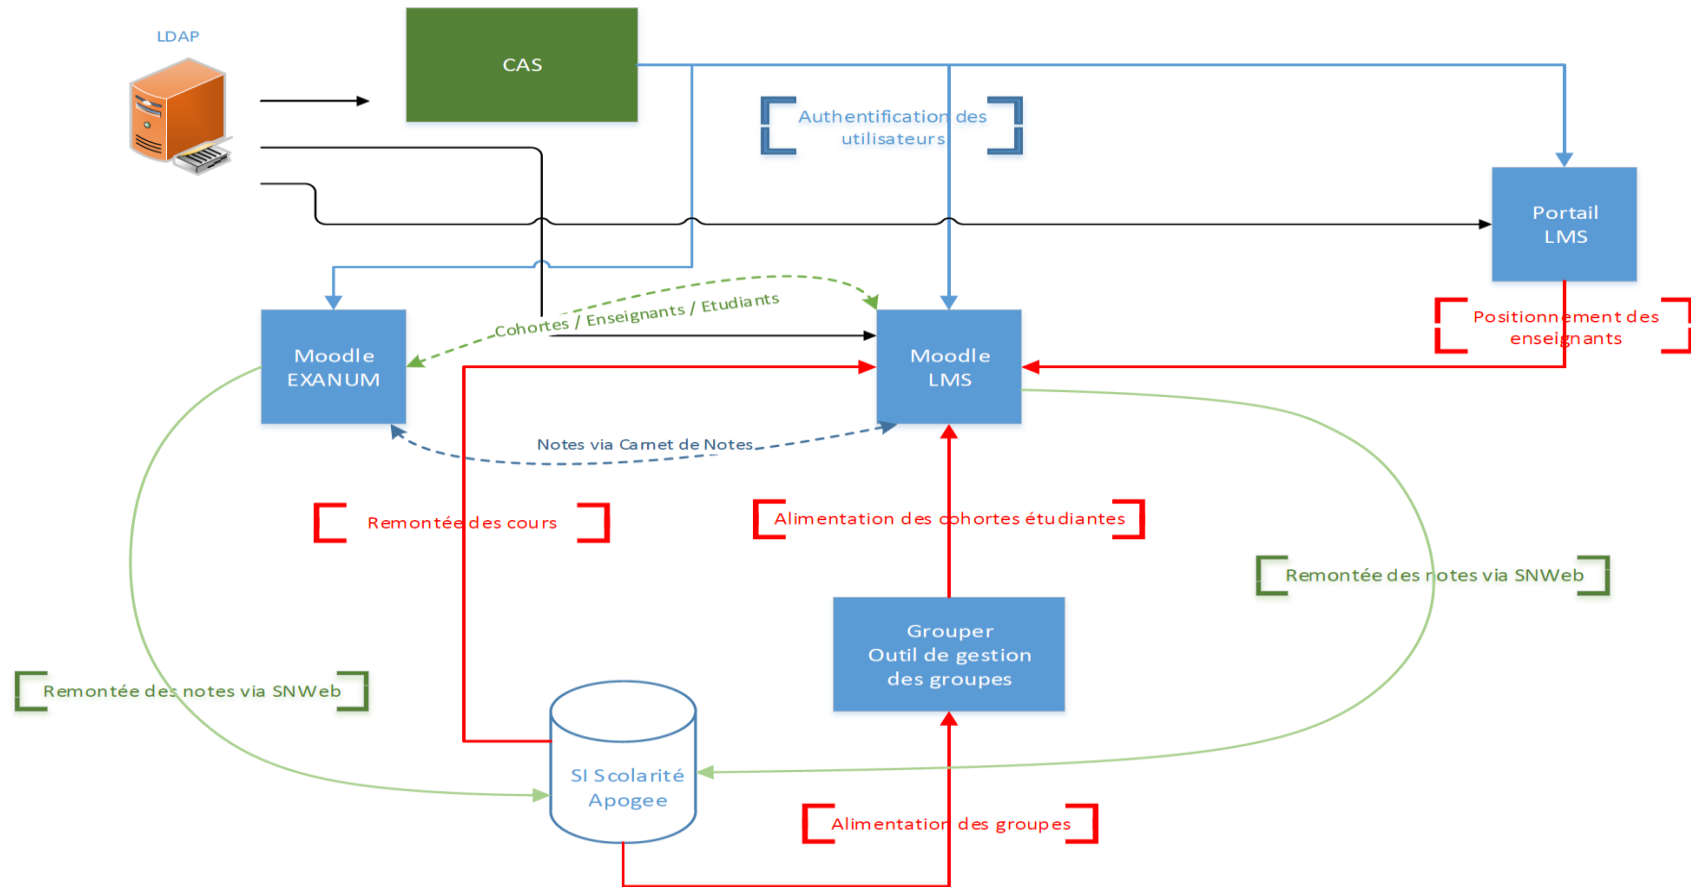 LDAP
CAS
Authentification des
utilisateurs
Portail
LMS
Cohortes / Enseignants / Etudiants
Positionnement des
enseignants
Moodle
EXANUM
Moodle
LMS
Notes via Carnet de Notes
Remontée des cours
Alimentation des cohortes étudiantes
Remontée des notes via SNWeb
Grouper
Outil de gestion
des groupes
Remontée des notes via SNWeb
SI Scolarité
Apogee
Alimentation des groupes